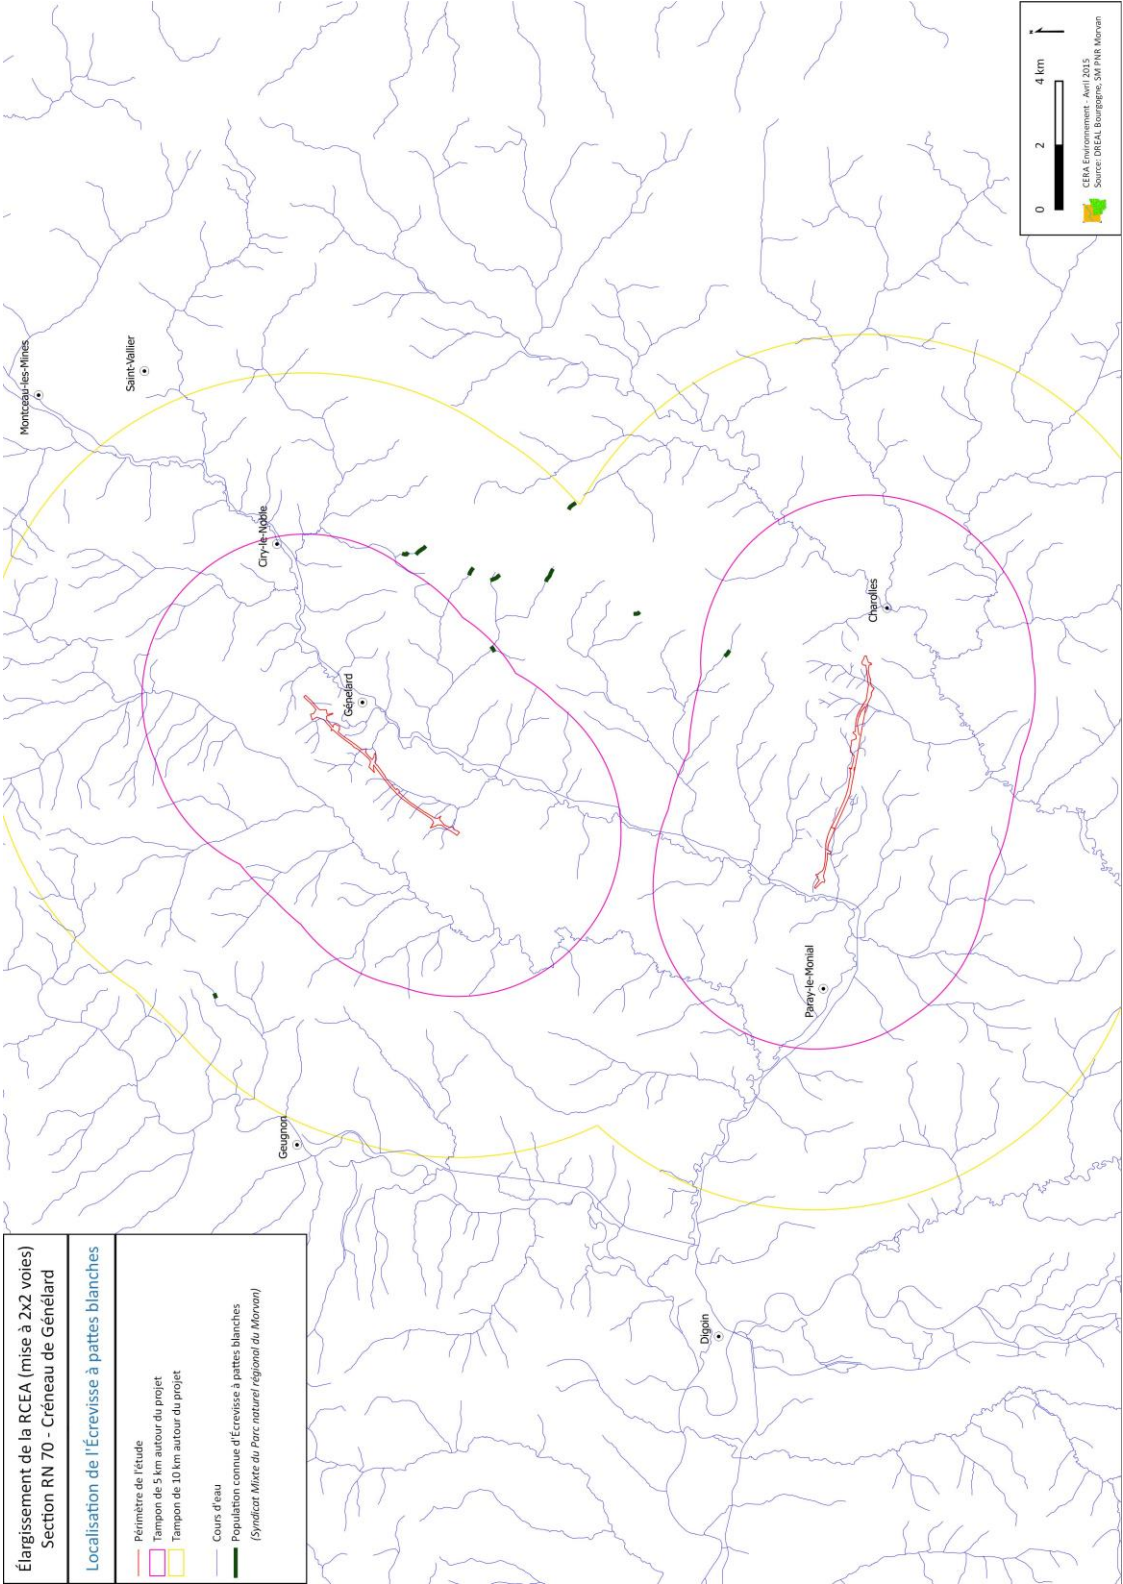 Élargissement de la RCEA (mise à 2x2 voies)
Section RN 70 - Créneau de Génélard
Localisation de l'Écrevisse à pattes blanches
Périmètre de l'étude
Tampon de 5 km autour du projet
Tampon de 10 km autour du projet
Cours d'eau
Population connue d'Écrevisse à pattes blanches
(Syndicat Mixte du Parc naturel régional du Morvan)
Montceau-les-Mines
Saint-Vallier
Ciry-le-Noble
Génelard
Geugnon
Charolles
Paray-le-Monial
Digoin
0 2 4 km
N
CERA Environnement - Avril 2015
Source: DREAL Bourgogne, SM PNR Morvan